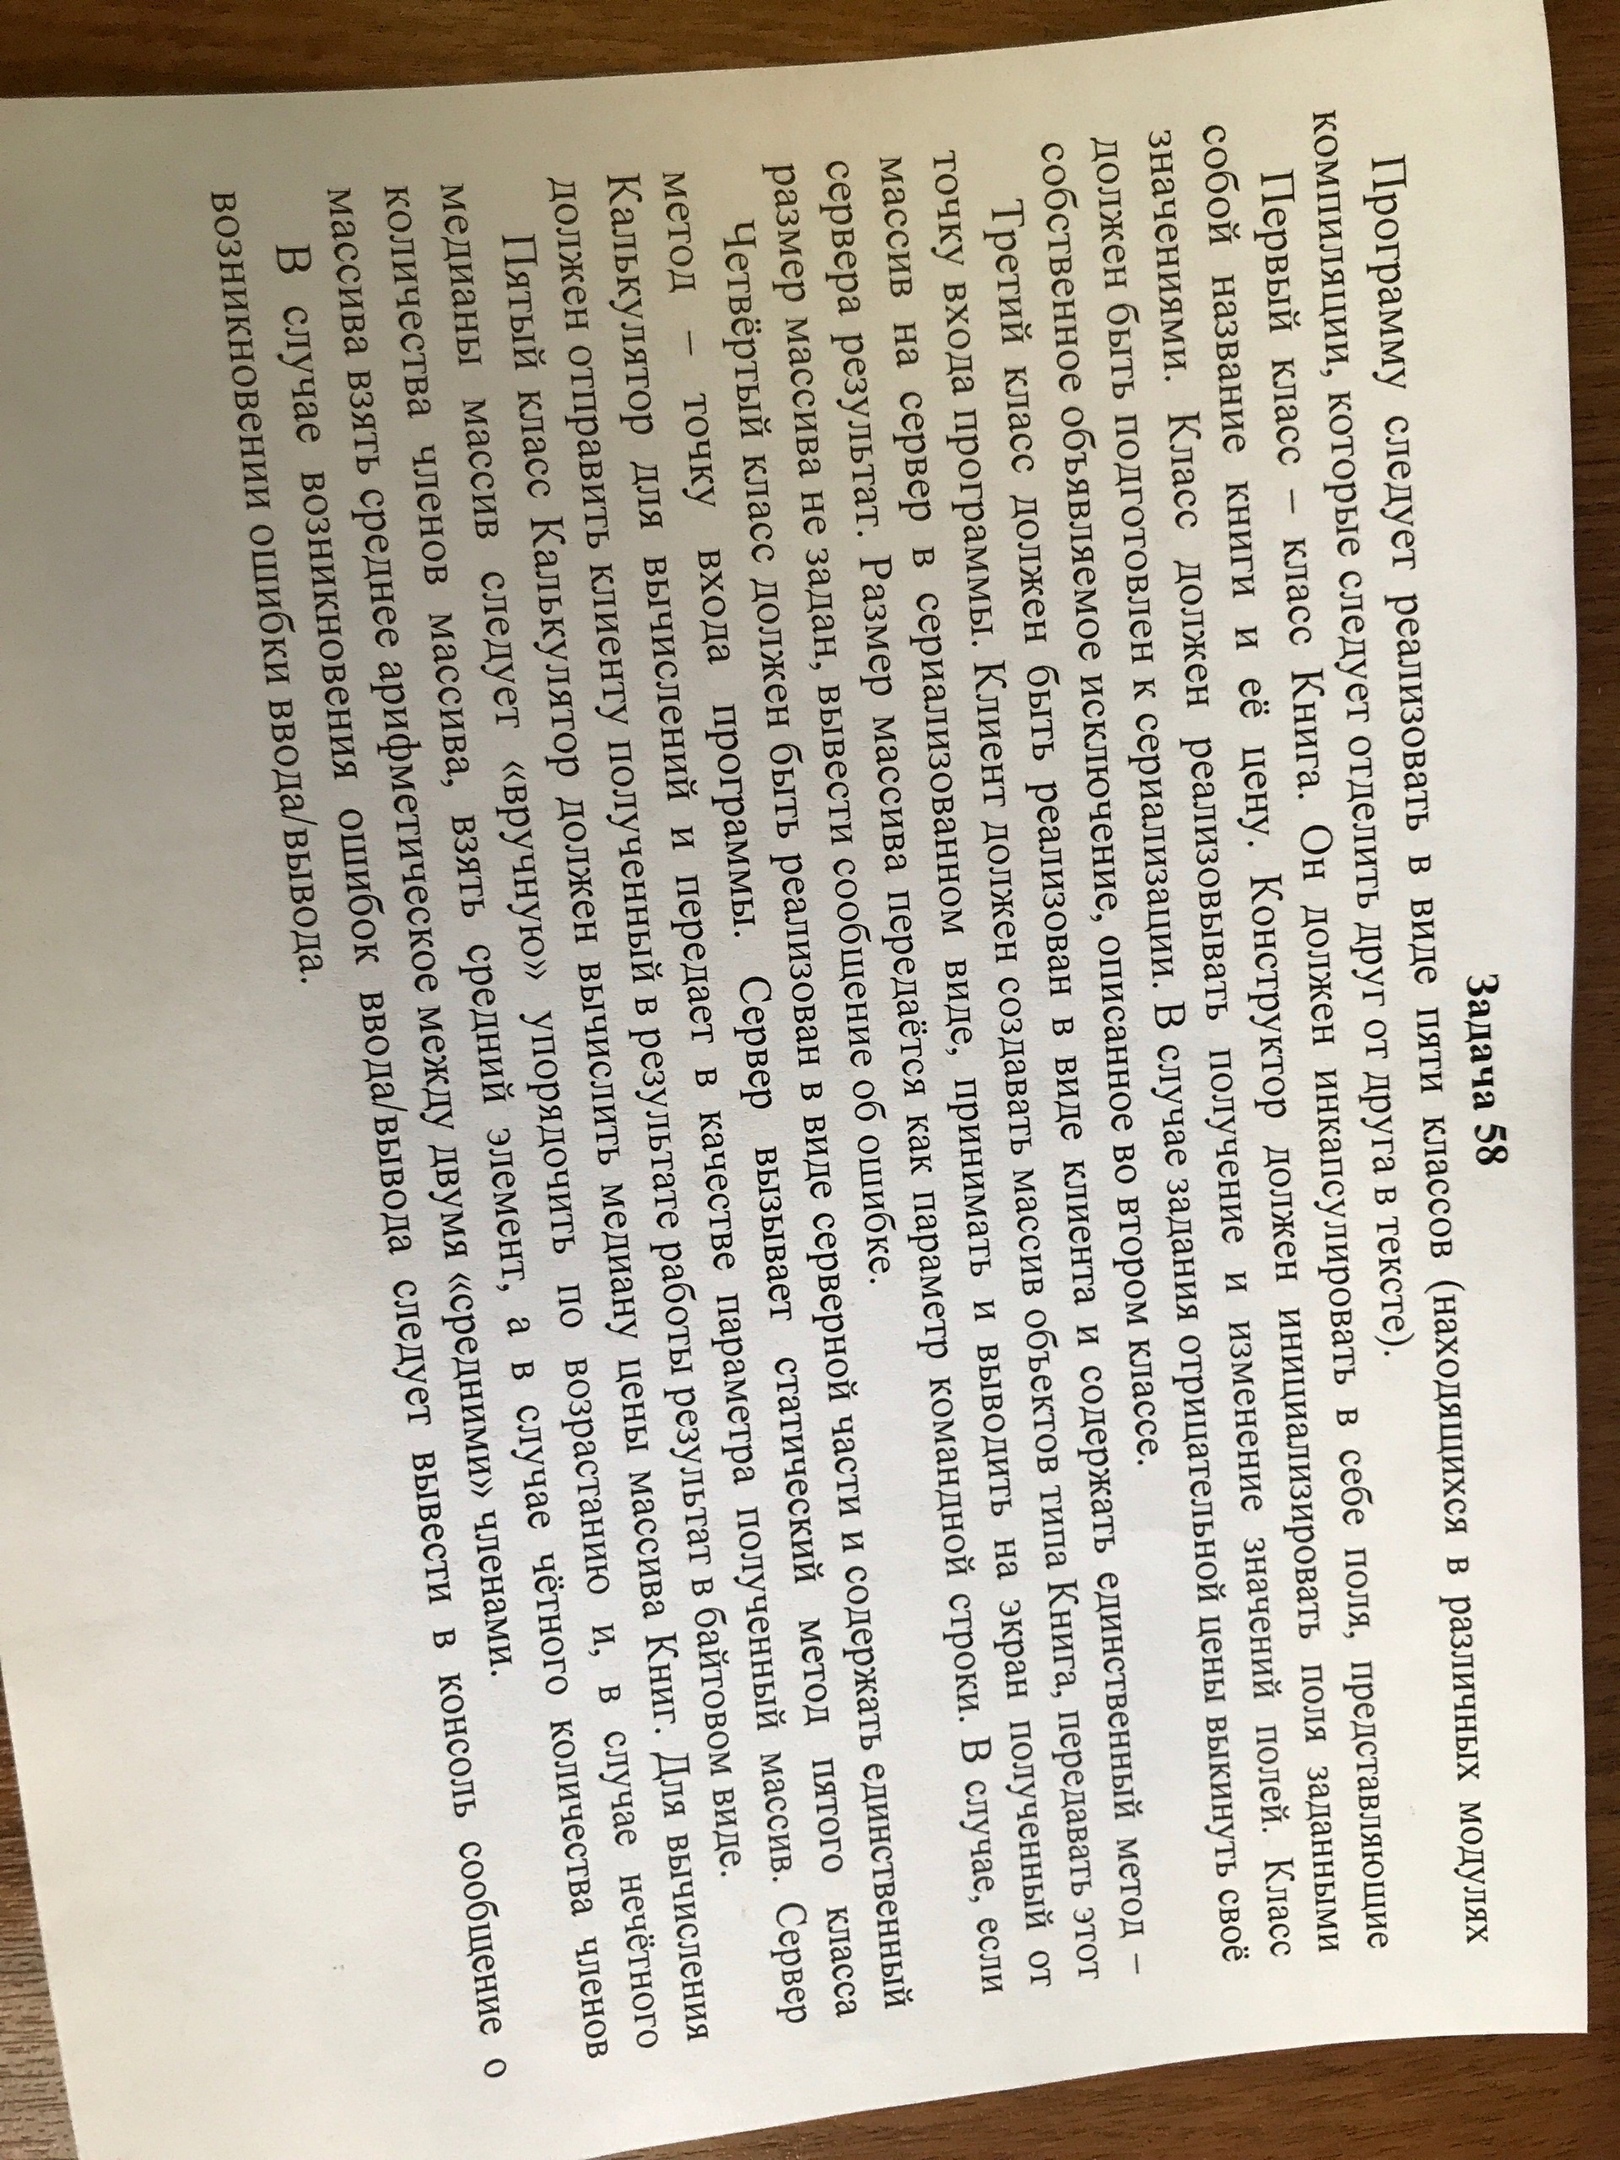 Задача 58
Программу следует реализовать в виде пяти классов (находящихся в различных модулях
компиляции, которые следует отделить друг от друга в тексте).
Первый класс – класс Книга. Он должен инкапсулировать в себе поля, представляющие
собой название книги и её цену. Конструктор должен инициализировать поля заданными
значениями. Класс должен реализовывать получение и изменение значений полей. Класс
должен быть подготовлен к сериализации. В случае задания отрицательной цены выкинуть своё
собственное объявляемое исключение, описанное во втором классе.
Третий класс должен быть реализован в виде клиента и содержать единственный метод –
точку входа программы. Клиент должен создавать массив объектов типа Книга, передавать этот
массив на сервер в сериализованном виде, принимать и выводить на экран полученный от
сервера результат. Размер массива передаётся как параметр командной строки. В случае, если
размер массива не задан, вывести сообщение об ошибке.
Четвёртый класс должен быть реализован в виде серверной части и содержать единственный
метод – точку входа программы. Сервер вызывает статический метод пятого класса
Калькулятор для вычислений и передает в качестве параметра полученный массив. Сервер
должен отправить клиенту полученный в результате работы результат в байтовом виде.
Пятый класс Калькулятор должен вычислить медиану цены массива Книг. Для вычисления
медианы массив следует «вручную» упорядочить по возрастанию и, в случае нечётного
количества членов массива, взять средний элемент, а в случае чётного количества членов
массива взять среднее арифметическое между двумя «средними» членами.
В случае возникновения ошибок ввода/вывода следует вывести в консоль сообщение о
возникновении ошибки ввода/вывода.